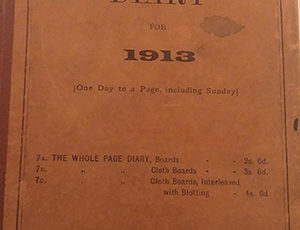 DIARY
FOR
1913
[One Day to a Page, including Sunday]
7A. THE WHOLE PAGE DIARY, Boards - - 2s. 6d.
7B. „ „ Cloth Boards - 3s. 6d.
7C. „ Cloth Boards, Interleaved
with Blotting - 4s. 6d